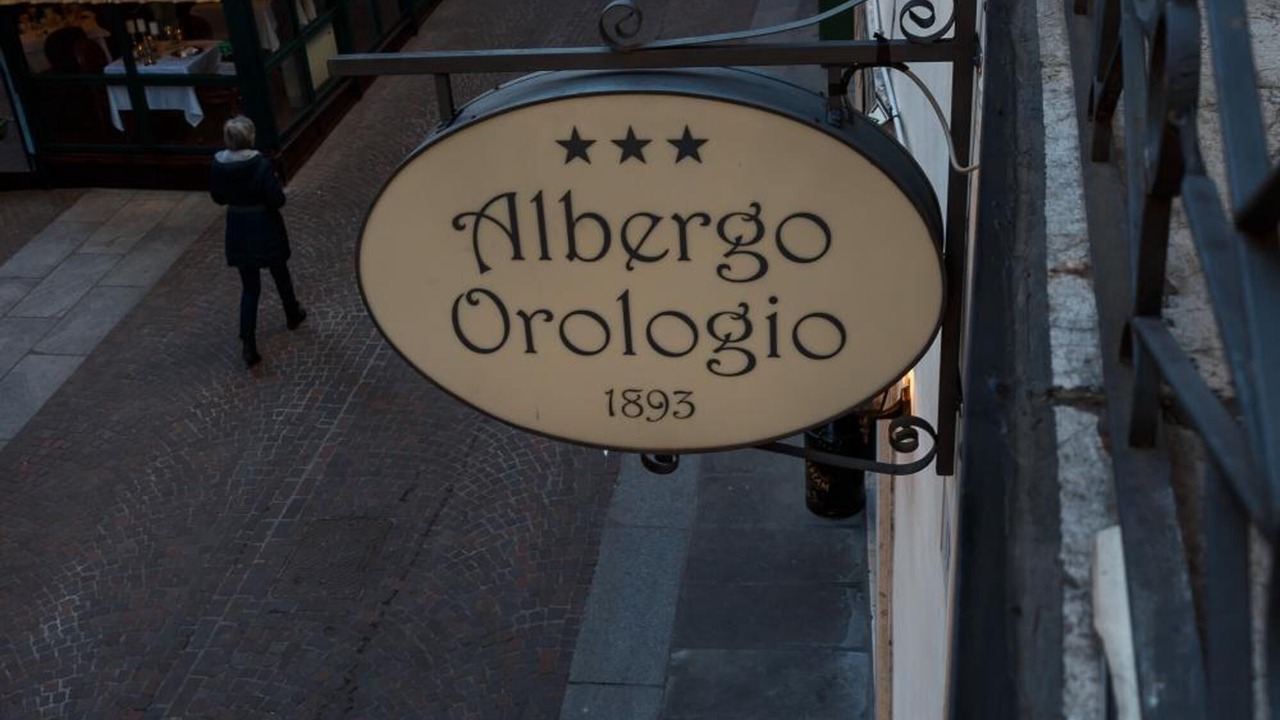 ★★★
Albergo
Orologio
1893